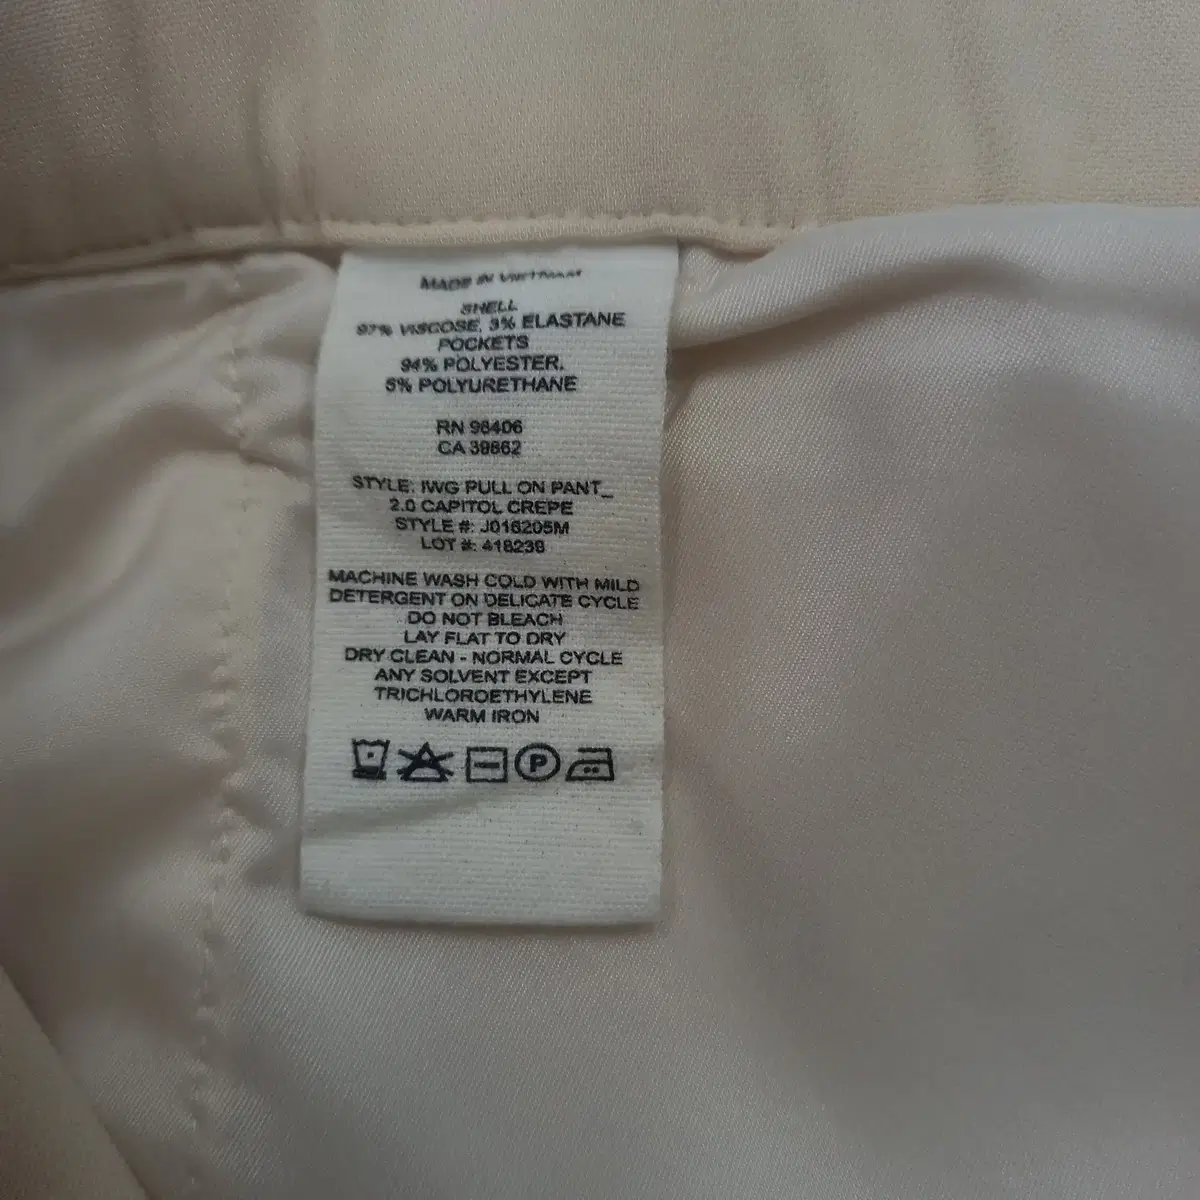 MADE IN VIETNAM
SHELL
97% VISCOSE, 3% ELASTANE
POCKETS
94% POLYESTER,
6% POLYURETHANE
RN 98406
CA 39662
STYLE: IWG PULL ON PANT_
2.0 CAPITOL CREPE
STYLE #: J016205M
LOT #: 418239
MACHINE WASH COLD WITH MILD
DETERGENT ON DELICATE CYCLE
DO NOT BLEACH
LAY FLAT TO DRY
DRY CLEAN - NORMAL CYCLE
ANY SOLVENT EXCEPT
TRICHLOROETHYLENE
WARM IRON
P